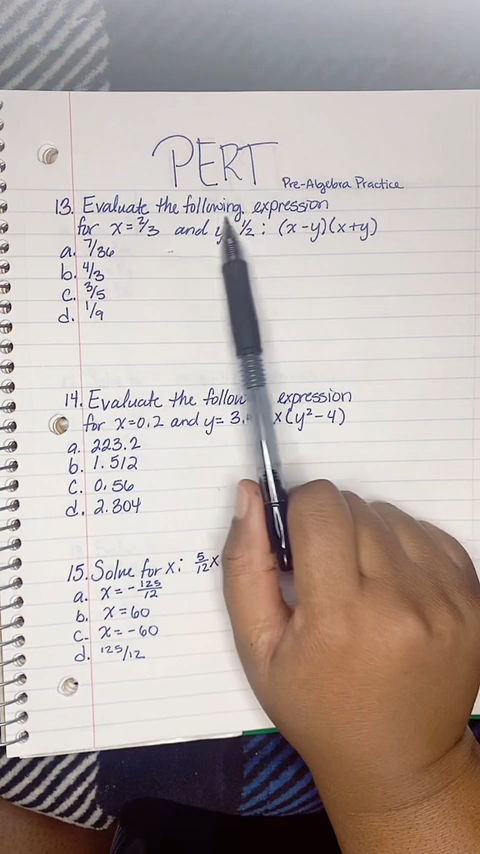 PERT
Pre-Algebra Practice
13. Evaluate the following expression
for x = 2/3 and y 1/2 : (x-y)(x+y)
a. 7/36
b. 4/3
c. 3/5
d. 1/9
14. Evaluate the follow expression
for x=0.2 and y= 3. x(y²-4)
a. 223.2
b. 1.512
c. 0.56
d. 2.304
15. Solve for x: 5/12x
a. x = -125/12
b. x = 60
c. x = -60
d. 125/12